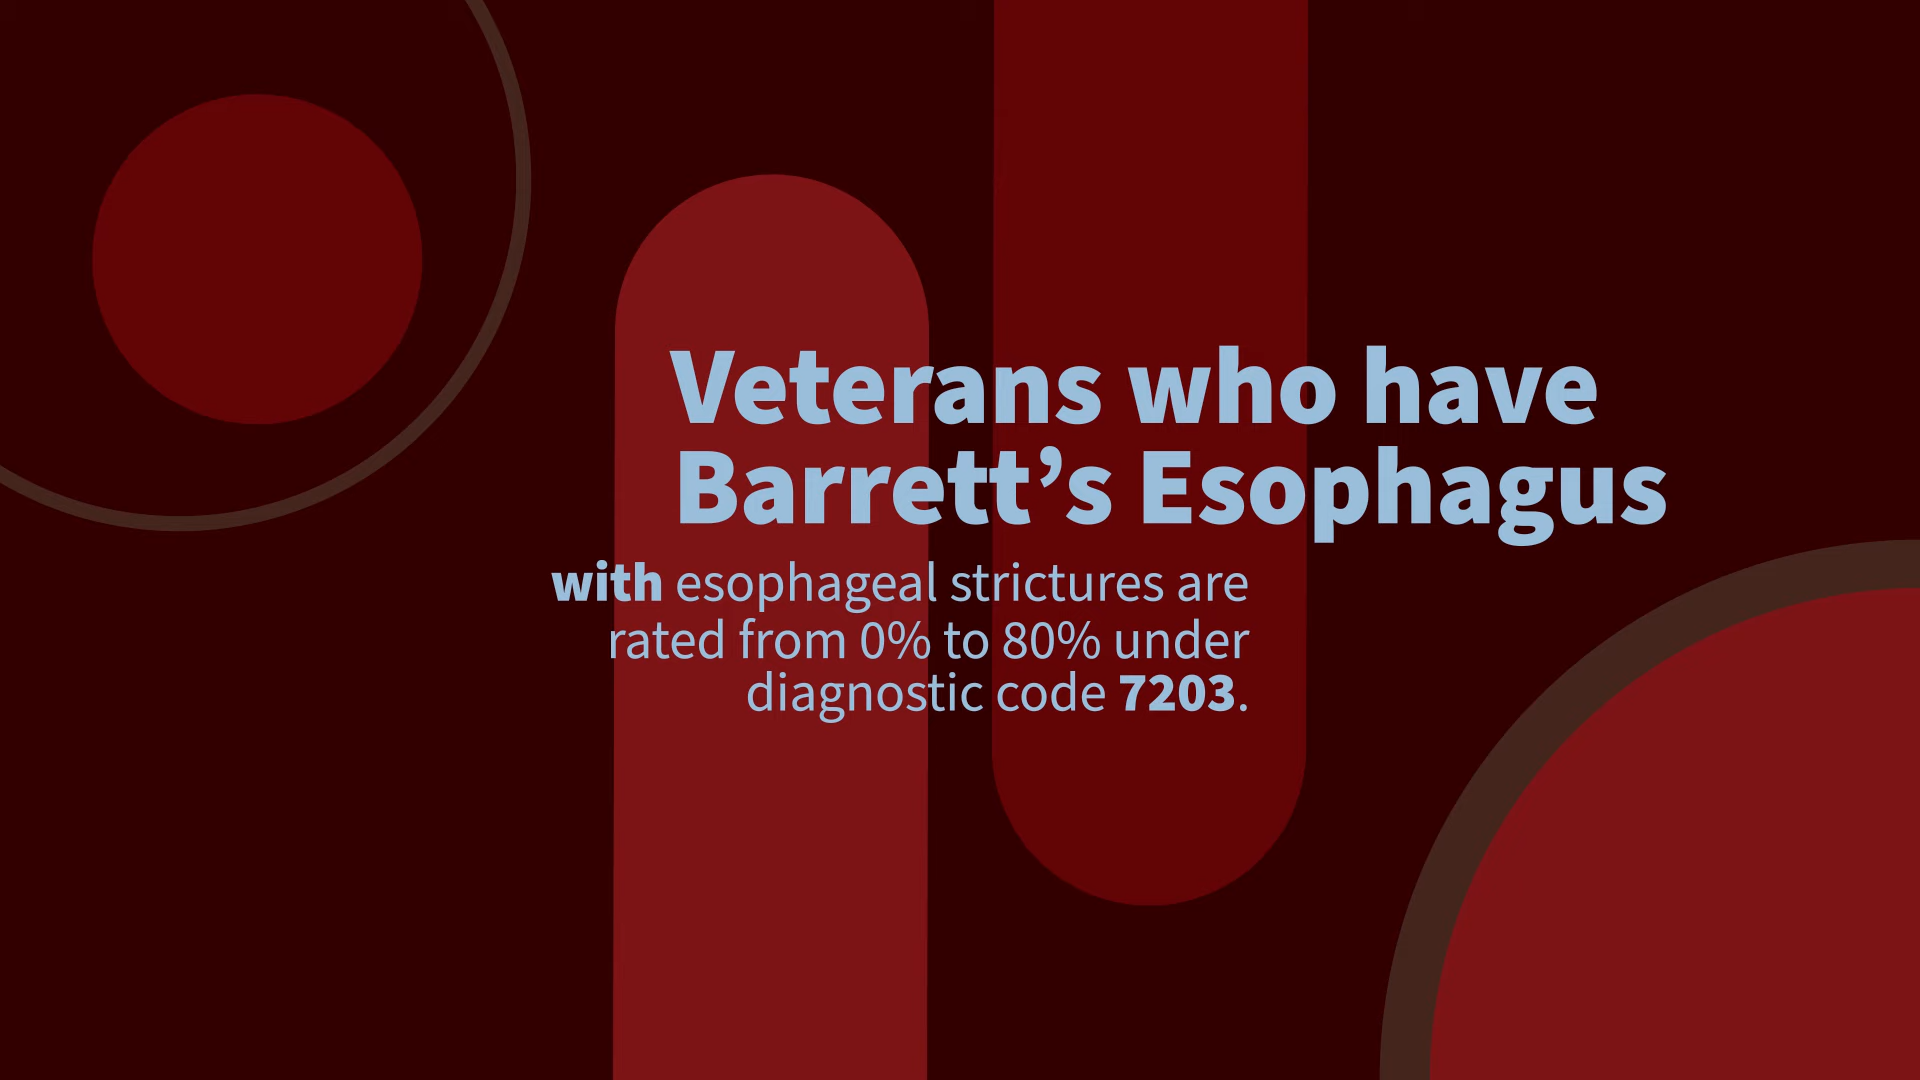 Veterans who have
Barrett’s Esophagus
with esophageal strictures are
rated from 0% to 80% under
diagnostic code 7203.